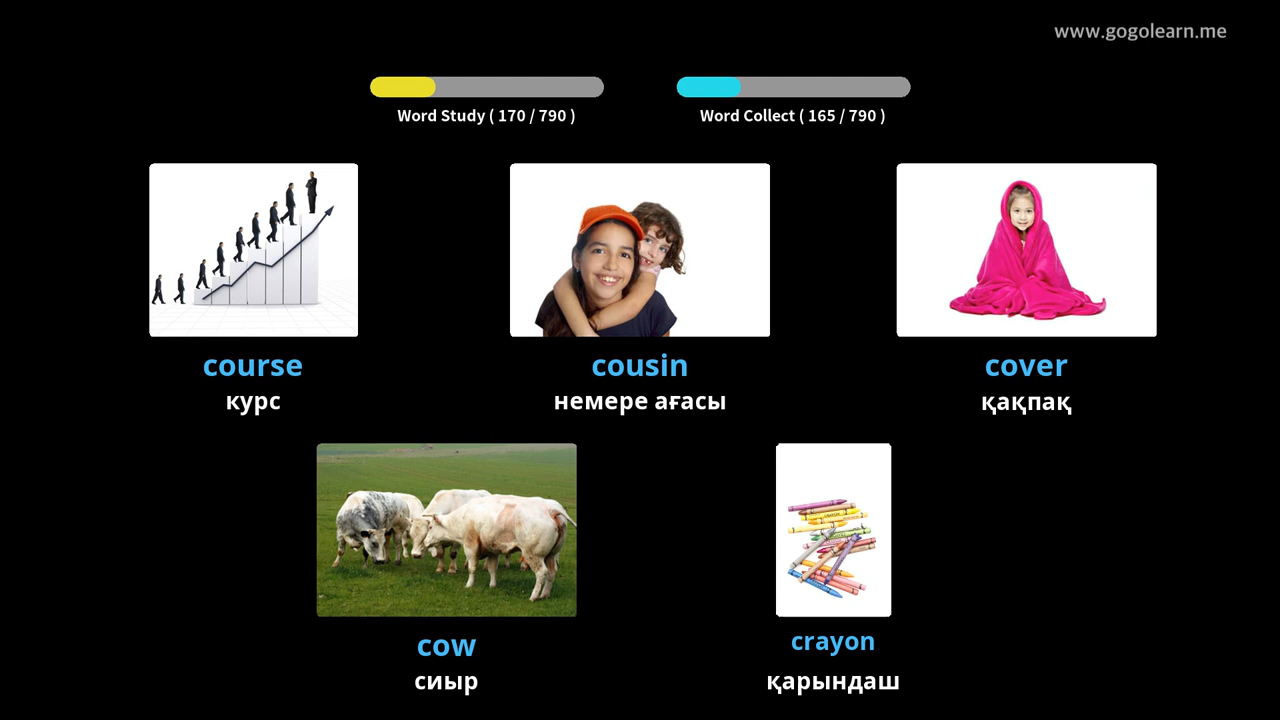 www.gogolearn.me
Word Study ( 170 / 790 )
Word Collect ( 165 / 790 )
course
курс
cousin
немере ағасы
cover
қақпақ
cow
сиыр
crayon
қарындаш